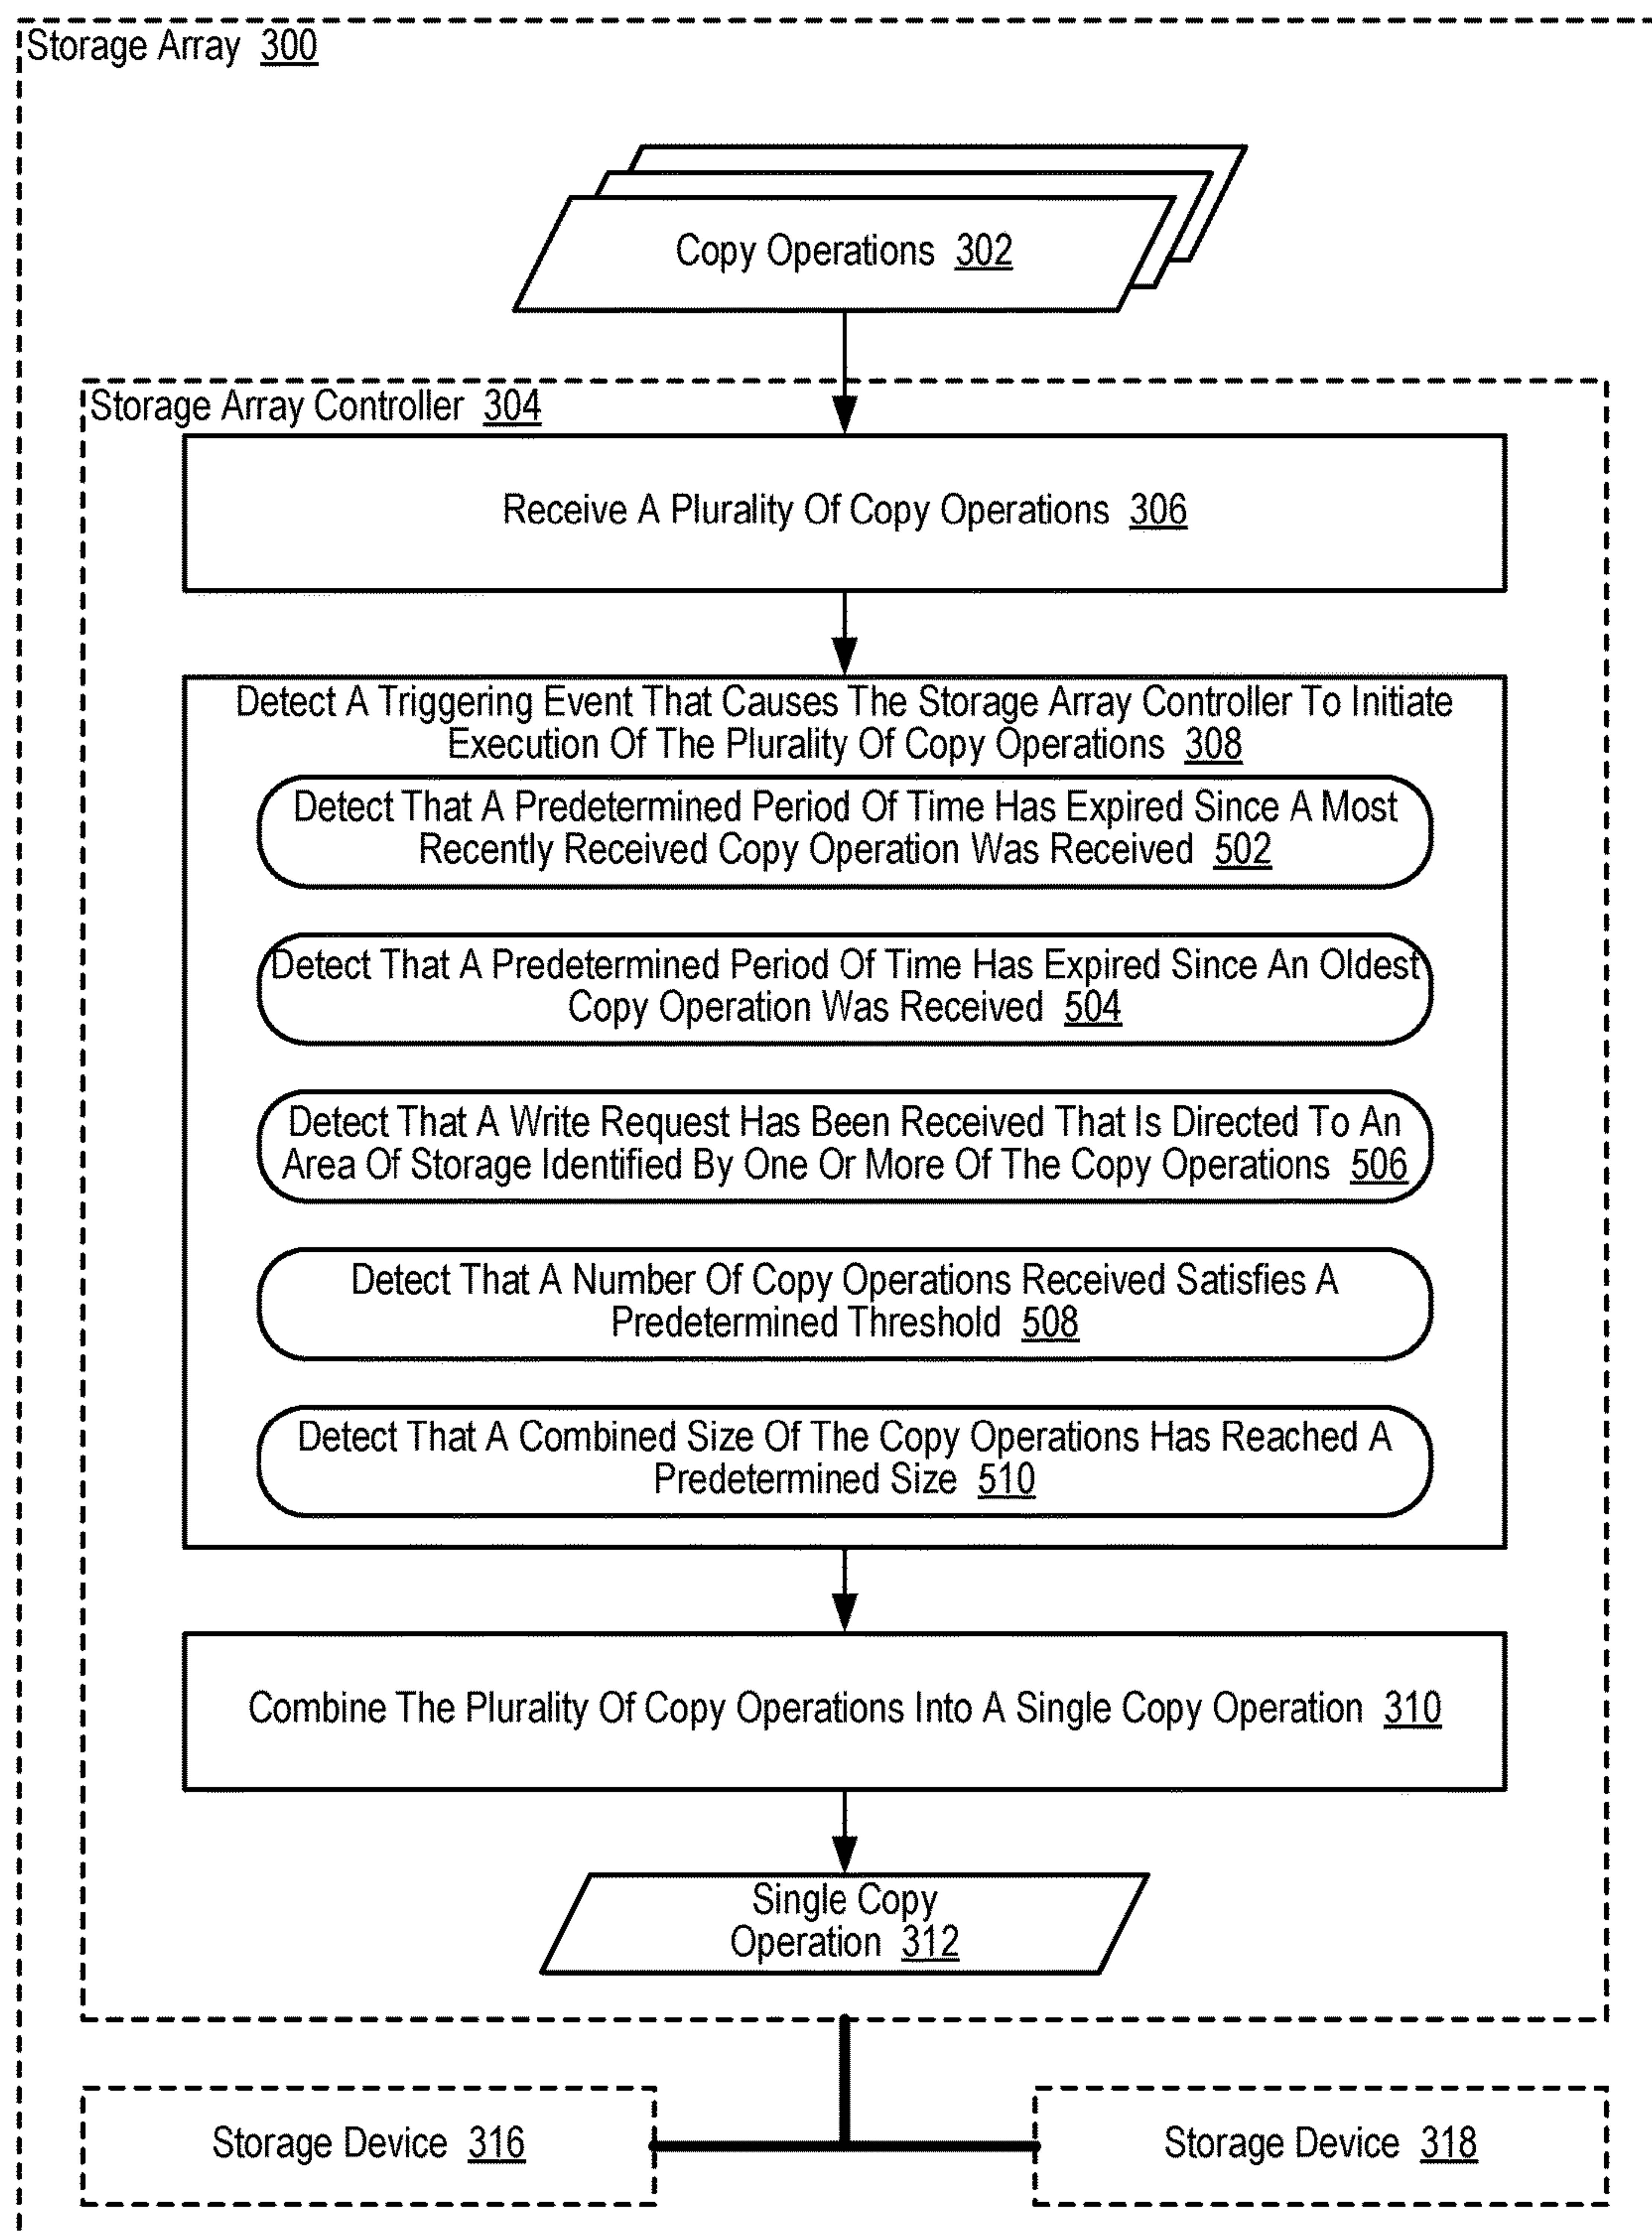 Storage Array 300
Copy Operations 302
Storage Array Controller 304
Receive A Plurality Of Copy Operations 306
Detect A Triggering Event That Causes The Storage Array Controller To Initiate
Execution Of The Plurality Of Copy Operations 308
Detect That A Predetermined Period Of Time Has Expired Since A Most
Recently Received Copy Operation Was Received 502
Detect That A Predetermined Period Of Time Has Expired Since An Oldest
Copy Operation Was Received 504
Detect That A Write Request Has Been Received That Is Directed To An
Area Of Storage Identified By One Or More Of The Copy Operations 506
Detect That A Number Of Copy Operations Received Satisfies A
Predetermined Threshold 508
Detect That A Combined Size Of The Copy Operations Has Reached A
Predetermined Size 510
Combine The Plurality Of Copy Operations Into A Single Copy Operation 310
Single Copy
Operation 312
Storage Device 316
Storage Device 318